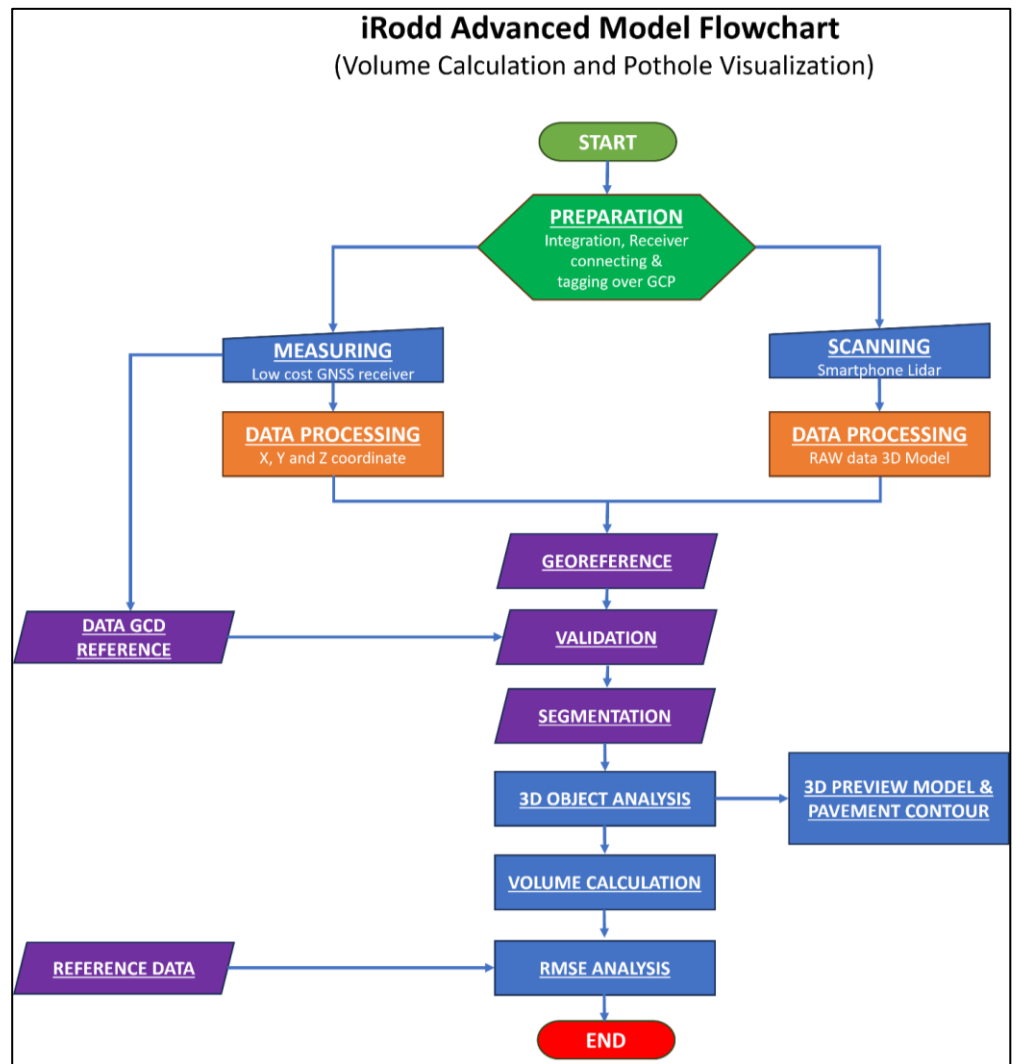 iRodd Advanced Model Flowchart
(Volume Calculation and Pothole Visualization)
START
PREPARATION
Integration, Receiver
connecting &
tagging over GCP
MEASURING
Low cost GNSS receiver
SCANNING
Smartphone Lidar
DATA PROCESSING
X, Y and Z coordinate
DATA PROCESSING
RAW data 3D Model
GEOREFERENCE
DATA GCD
REFERENCE
VALIDATION
SEGMENTATION
3D OBJECT ANALYSIS
3D PREVIEW MODEL &
PAVEMENT CONTOUR
VOLUME CALCULATION
REFERENCE DATA
RMSE ANALYSIS
END